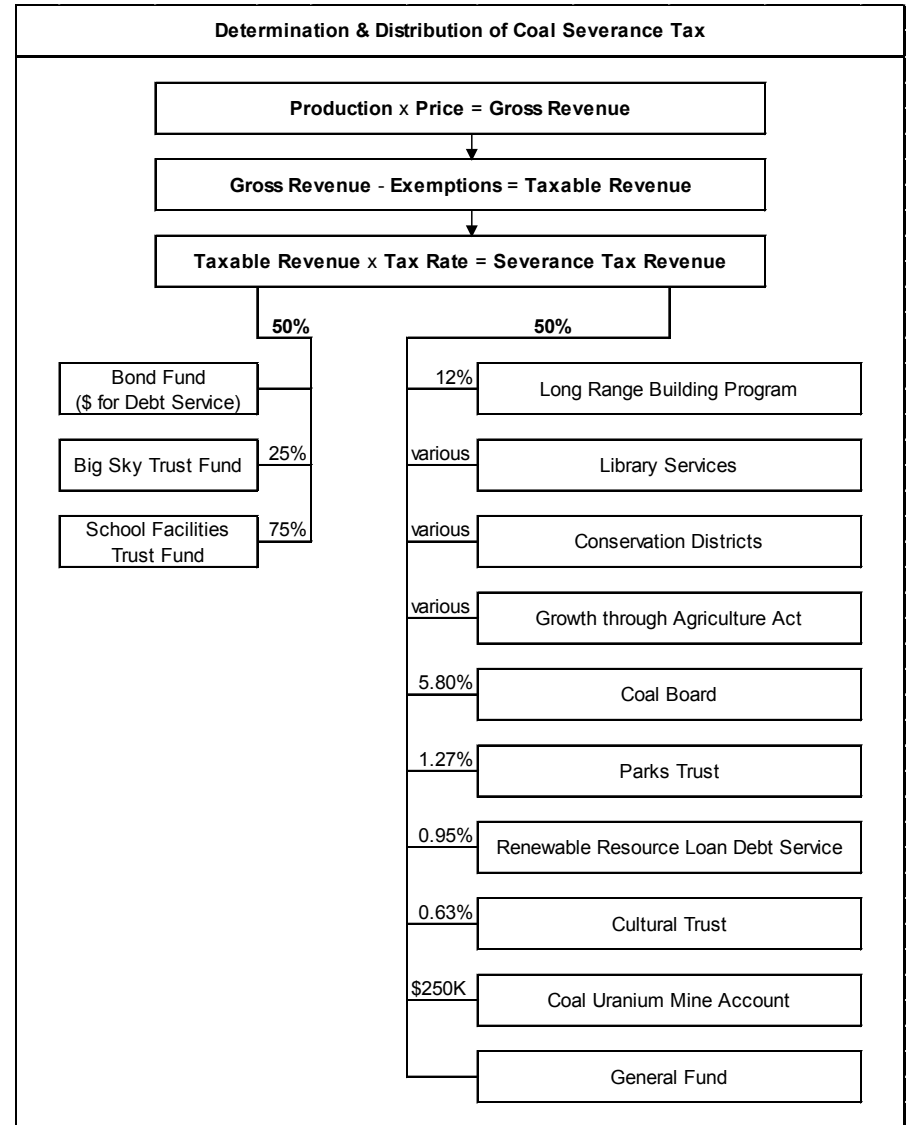 Determination & Distribution of Coal Severance Tax
Production x Price = Gross Revenue
Gross Revenue - Exemptions = Taxable Revenue
Taxable Revenue x Tax Rate = Severance Tax Revenue
50%
50%
Bond Fund
($ for Debt Service)
25%
Big Sky Trust Fund
75%
School Facilities
Trust Fund
12%
Long Range Building Program
various
Library Services
various
Conservation Districts
various
Growth through Agriculture Act
5.80%
Coal Board
1.27%
Parks Trust
0.95%
Renewable Resource Loan Debt Service
0.63%
Cultural Trust
$250K
Coal Uranium Mine Account
General Fund